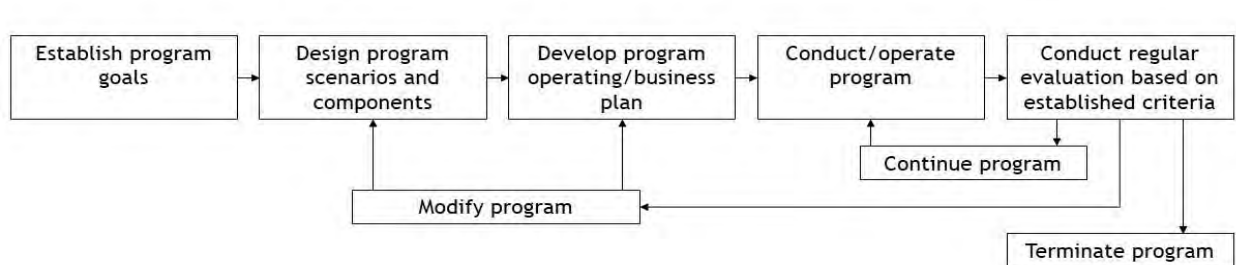 Establish program
goals
Design program
scenarios and
components
Develop program
operating/business
plan
Conduct/operate
program
Conduct regular
evaluation based on
established criteria
Continue program
Modify program
Terminate program